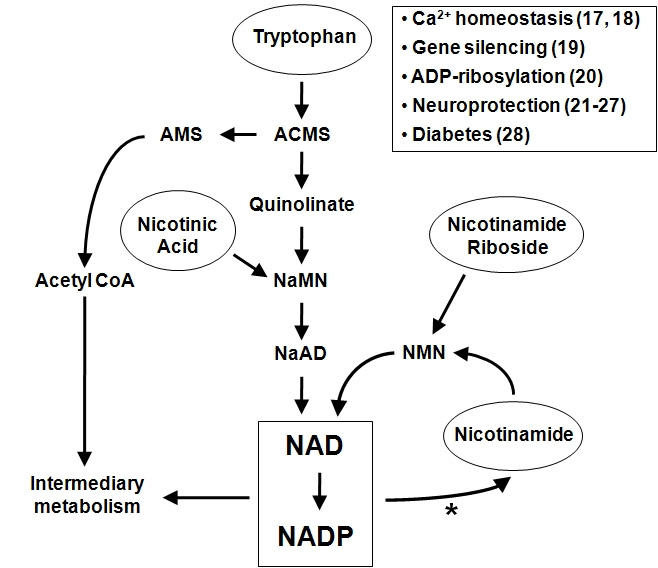 Tryptophan
• Ca²⁺ homeostasis (17, 18)
• Gene silencing (19)
• ADP-ribosylation (20)
• Neuroprotection (21-27)
• Diabetes (28)
AMS
ACMS
Quinolinate
Nicotinic
Acid
Nicotinamide
Riboside
Acetyl CoA
NaMN
NaAD
NMN
Nicotinamide
NAD
NADP
Intermediary
metabolism
*